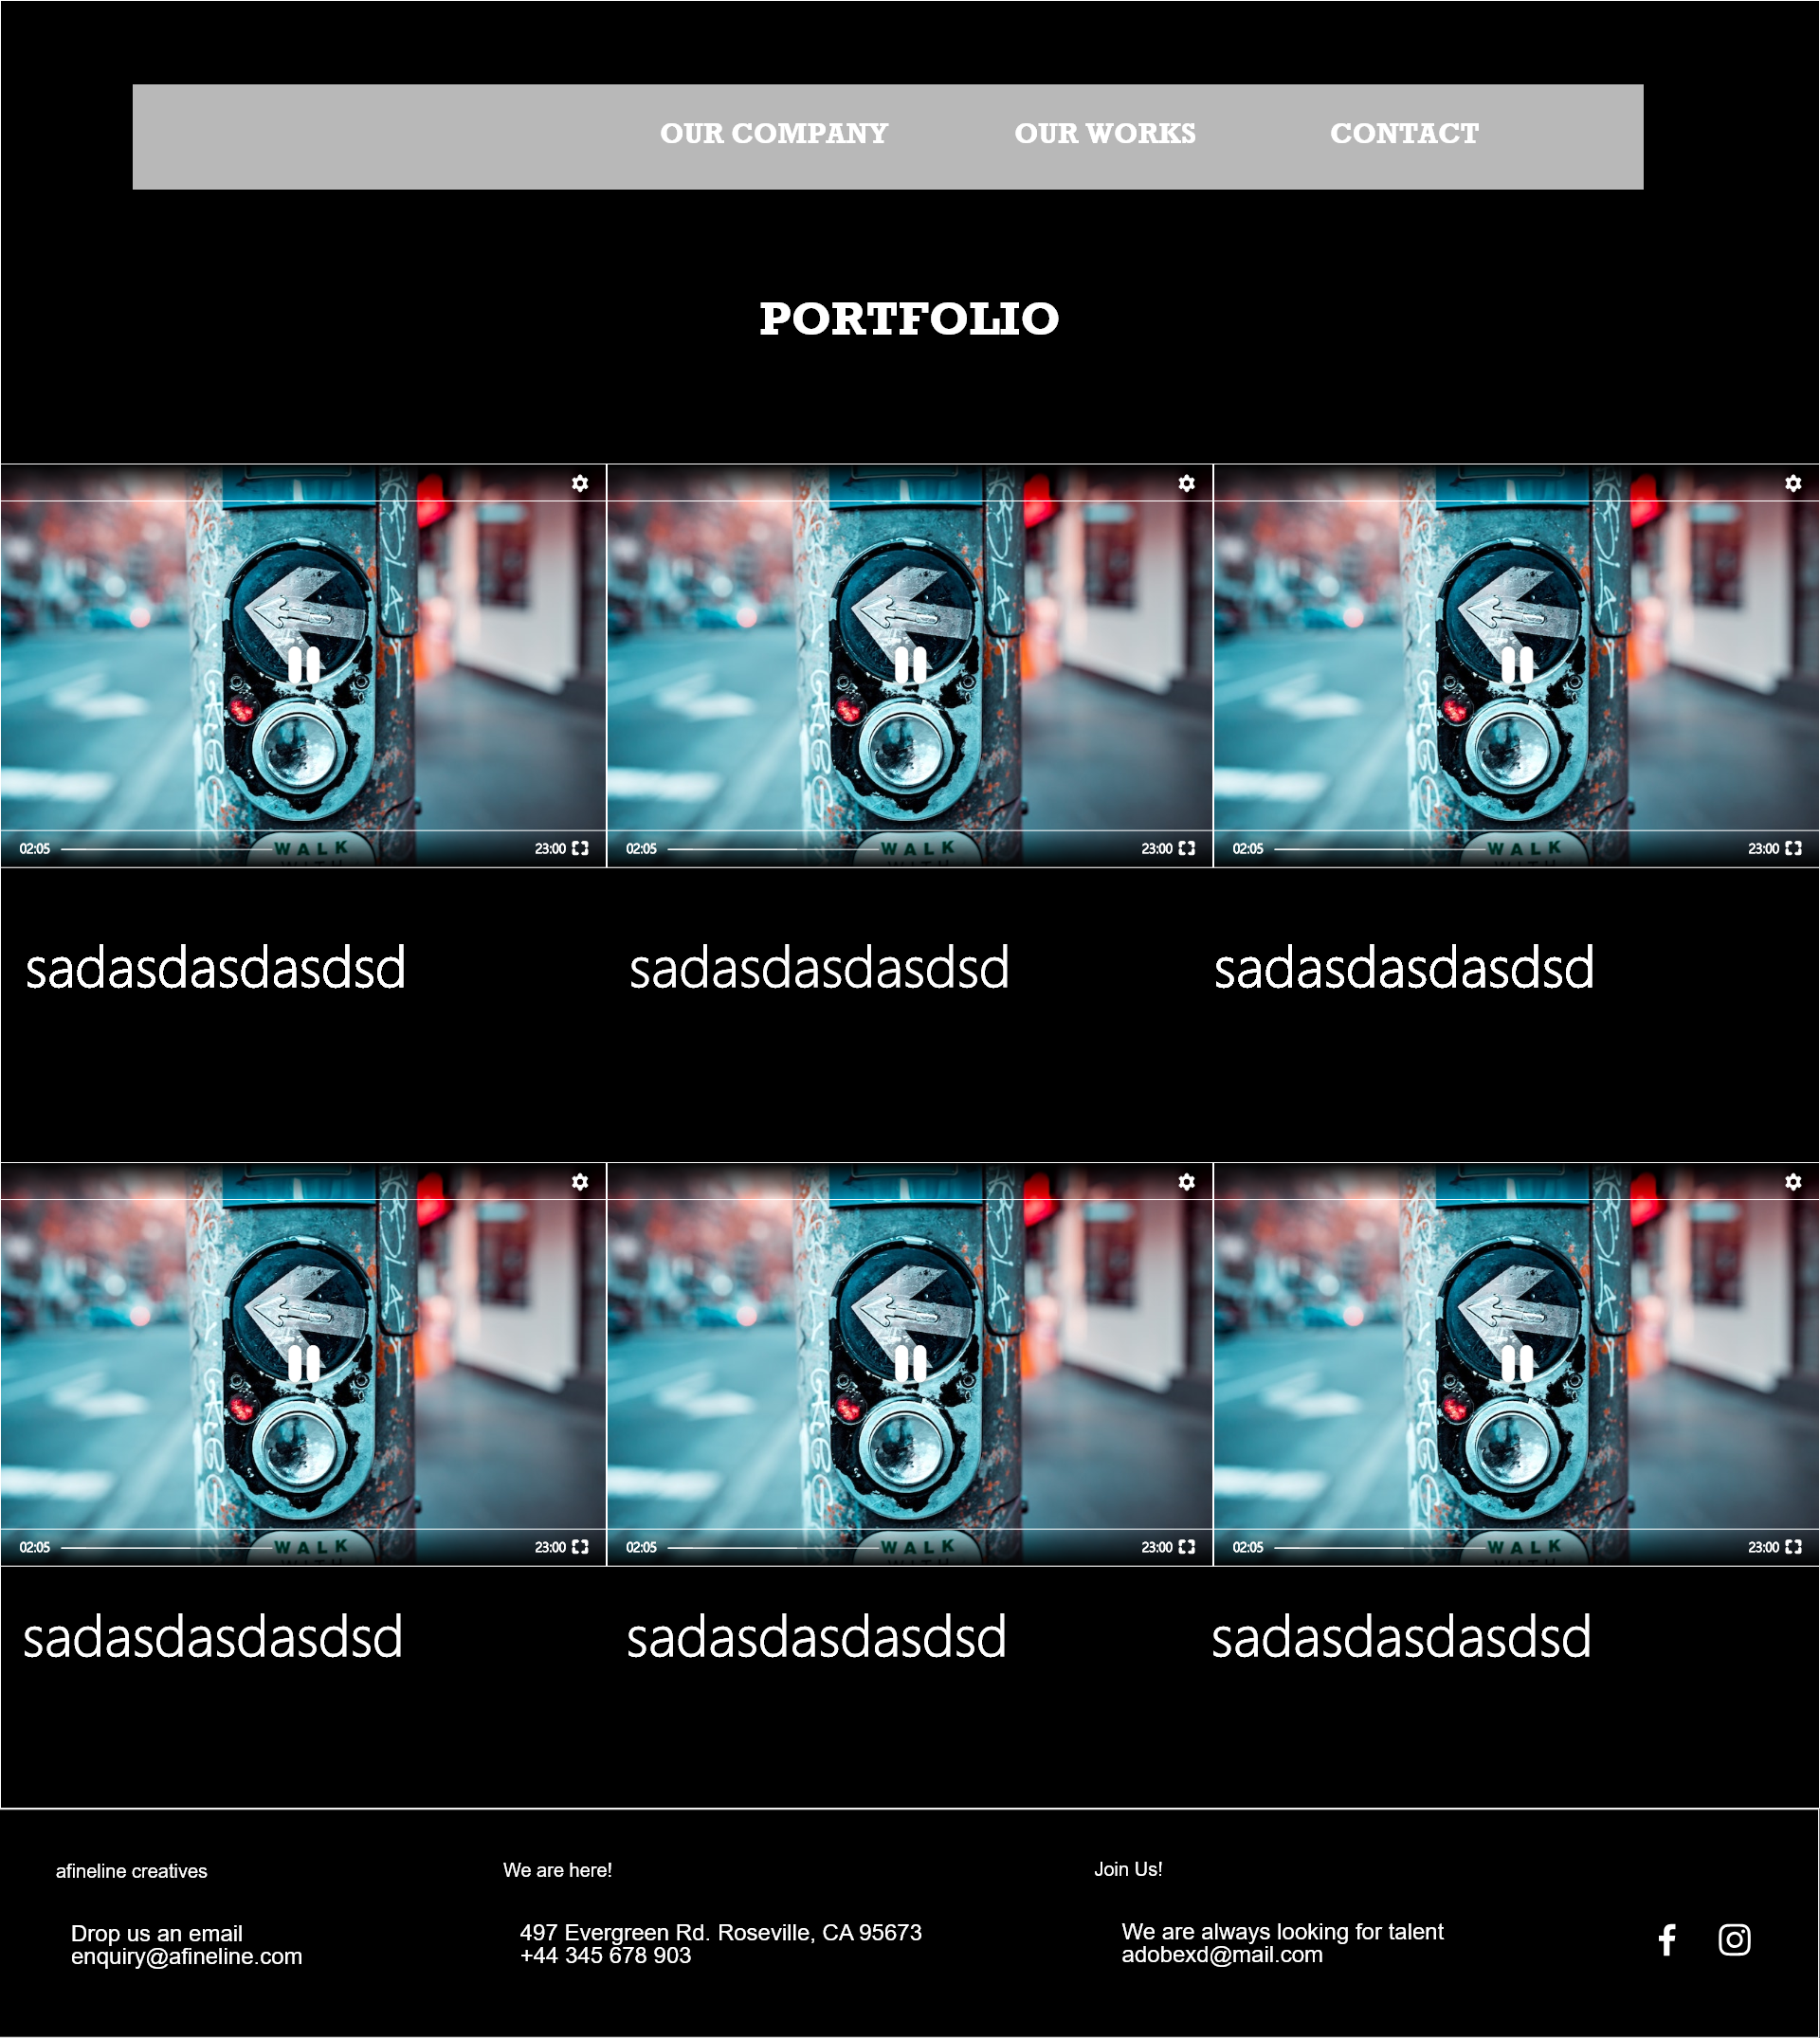 OUR COMPANY OUR WORKS CONTACT
PORTFOLIO
02:05 WALK 23:00
02:05 WALK 23:00
02:05 WALK 23:00
sadasdasdasdsd sadasdasdasdsd sadasdasdasdsd
02:05 WALK 23:00
02:05 WALK 23:00
02:05 WALK 23:00
sadasdasdasdsd sadasdasdasdsd sadasdasdasdsd
afineline creatives
Drop us an email
enquiry@afineline.com
We are here!
497 Evergreen Rd. Roseville, CA 95673
+44 345 678 903
Join Us!
We are always looking for talent
adobexd@mail.com